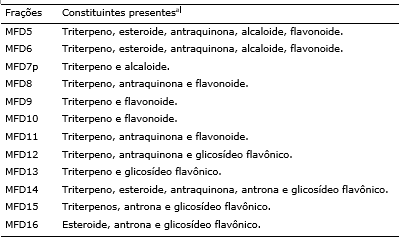 Frações Constituintes presentes a|
MFD5 Triterpeno, esteroide, antraquinona, alcaloide, flavonoide.
MFD6 Triterpeno, esteroide, antraquinona, alcaloide, flavonoide.
MFD7p Triterpeno e alcaloide.
MFD8 Triterpeno, antraquinona e flavonoide.
MFD9 Triterpeno e flavonoide.
MFD10 Triterpeno e flavonoide.
MFD11 Triterpeno, antraquinona e flavonoide.
MFD12 Triterpeno, antraquinona e glicosídeo flavônico.
MFD13 Triterpeno e glicosídeo flavônico.
MFD14 Triterpeno, esteroide, antraquinona, antrona e glicosídeo flavônico.
MFD15 Triterpenos, antrona e glicosídeo flavônico.
MFD16 Esteroide, antrona e glicosídeo flavônico.